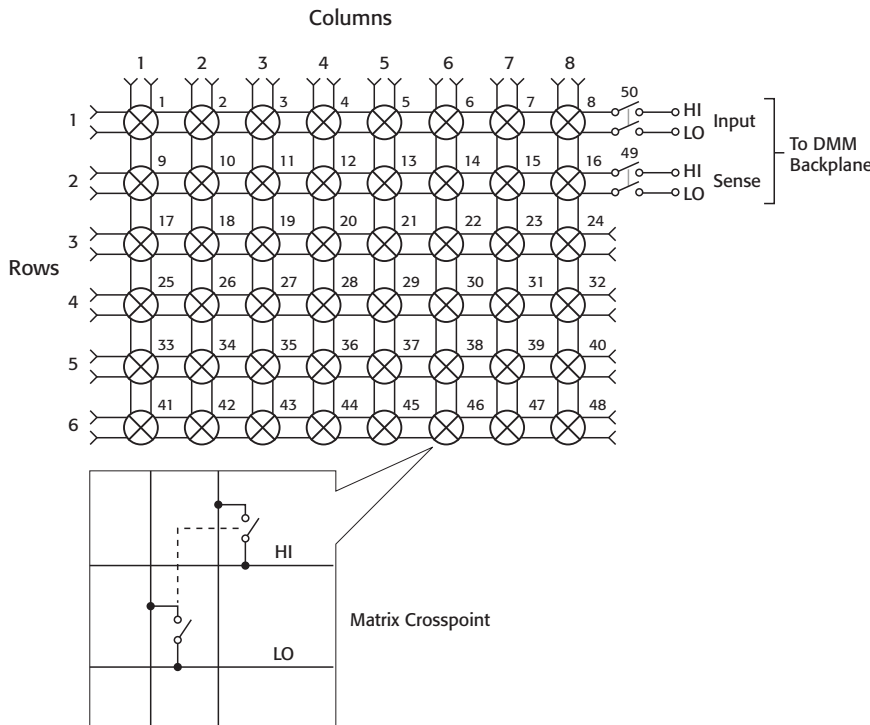 Columns
1 2 3 4 5 6 7 8
1 1 2 3 4 5 6 7 8 50 HI Input
LO
To DMM
Backplane
2 9 10 11 12 13 14 15 16 49 HI Sense
LO
3 17 18 19 20 21 22 23 24
Rows
4 25 26 27 28 29 30 31 32
5 33 34 35 36 37 38 39 40
6 41 42 43 44 45 46 47 48
HI
Matrix Crosspoint
LO